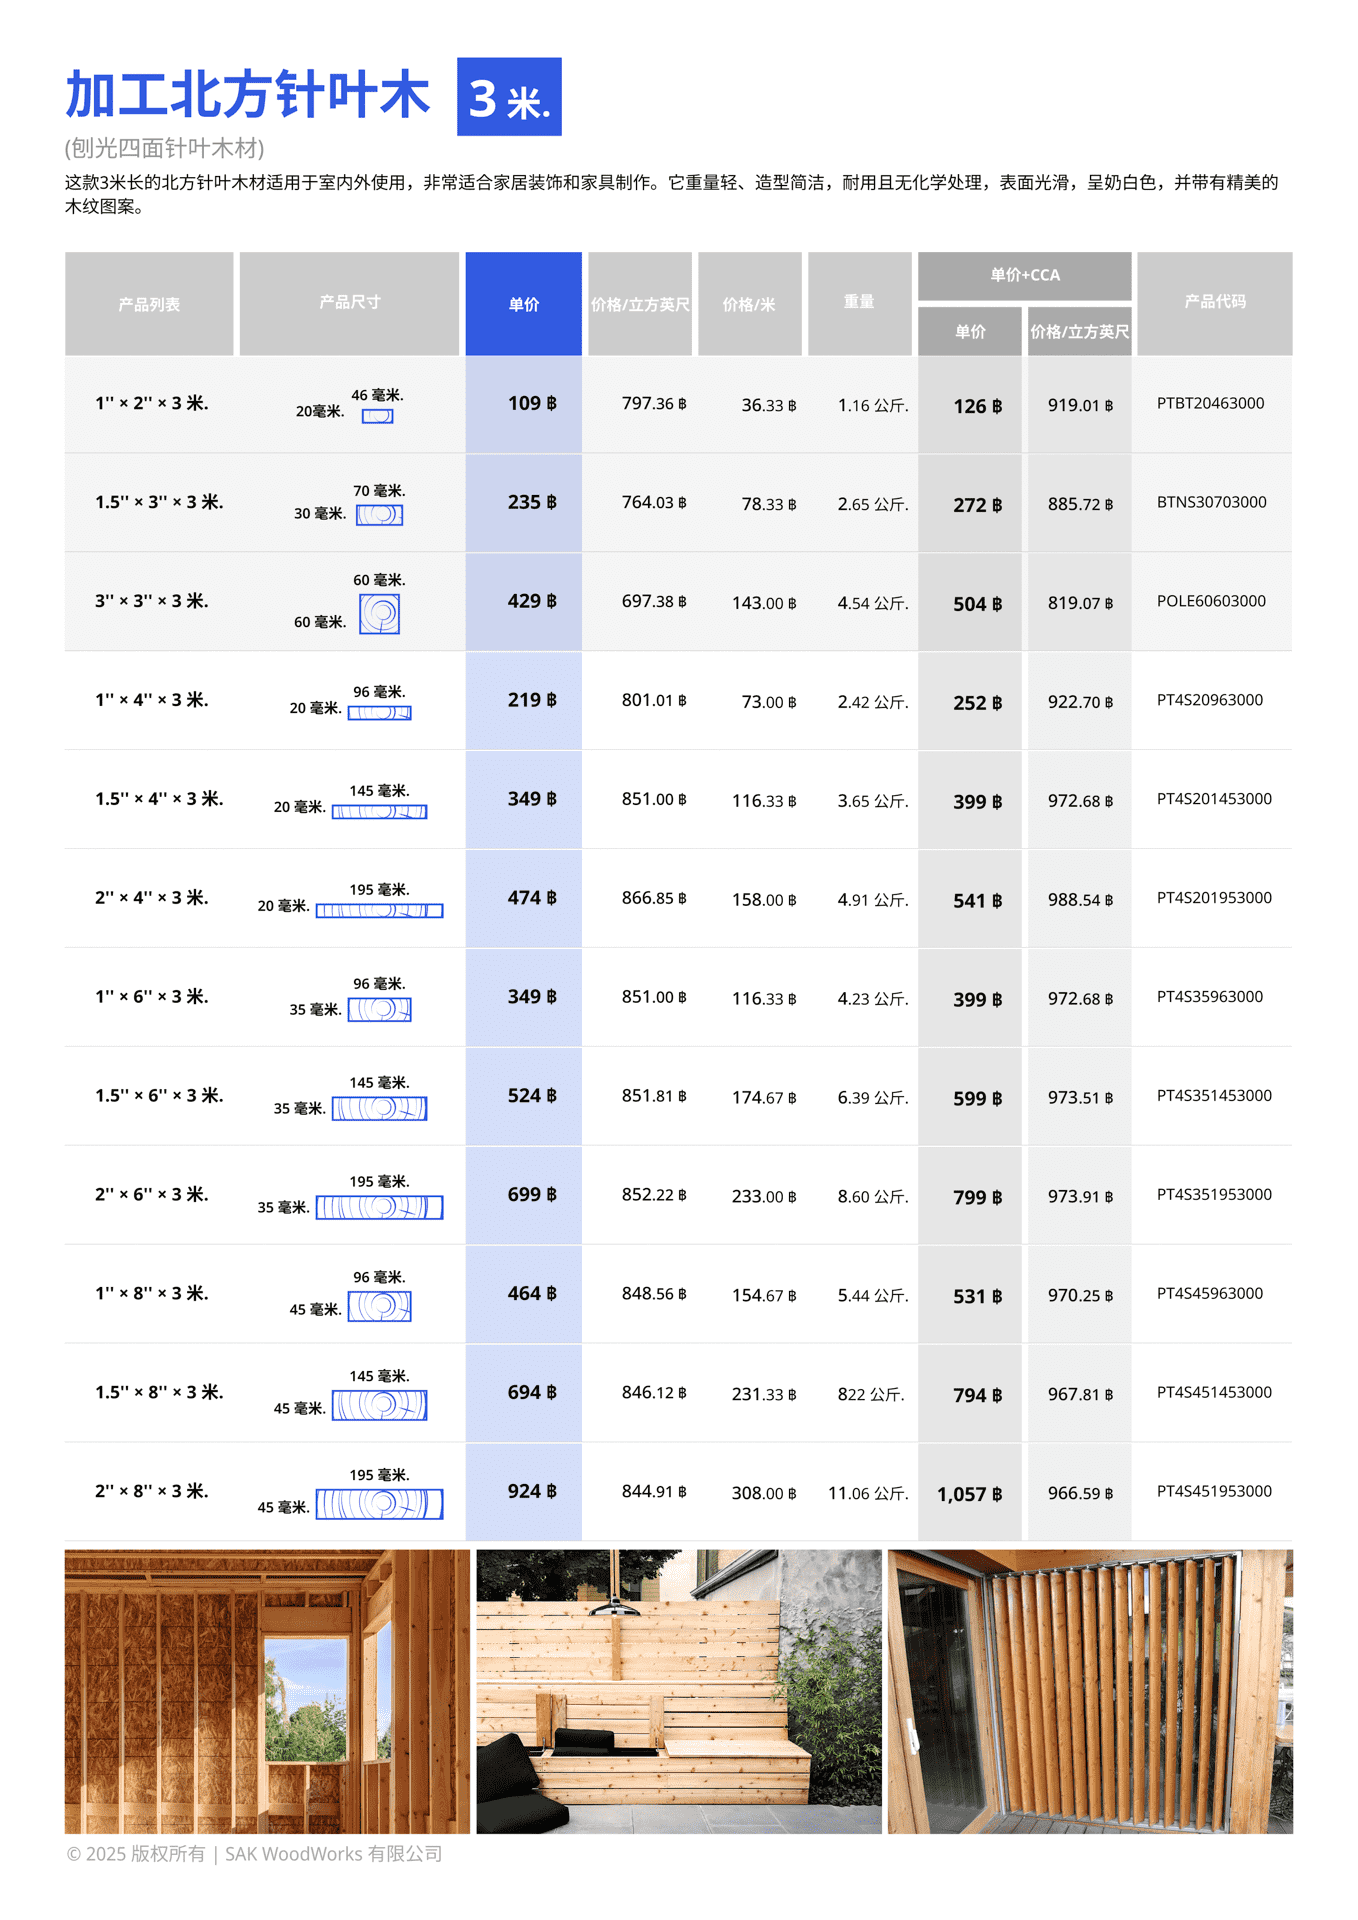 加工北方针叶木 3 米.
(刨光四面针叶木材)
这款3米长的北方针叶木材适用于室内外使用，非常适合家居装饰和家具制作。它重量轻、造型简洁，耐用且无化学处理，表面光滑，呈奶白色，并带有精美的
木纹图案。
产品列表 产品尺寸 单价 价格/立方英尺 价格/米 重量 单价+CCA 产品代码
单价 价格/立方英尺
1'' × 2'' × 3 米. 20毫米. 46 毫米. 109 ฿ 797.36 ฿ 36.33 ฿ 1.16 公斤. 126 ฿ 919.01 ฿ PTBT20463000
1.5'' × 3'' × 3 米. 30 毫米. 70 毫米. 235 ฿ 764.03 ฿ 78.33 ฿ 2.65 公斤. 272 ฿ 885.72 ฿ BTNS30703000
3'' × 3'' × 3 米. 60 毫米. 60 毫米. 429 ฿ 697.38 ฿ 143.00 ฿ 4.54 公斤. 504 ฿ 819.07 ฿ POLE60603000
1'' × 4'' × 3 米. 20 毫米. 96 毫米. 219 ฿ 801.01 ฿ 73.00 ฿ 2.42 公斤. 252 ฿ 922.70 ฿ PT4S20963000
1.5'' × 4'' × 3 米. 20 毫米. 145 毫米. 349 ฿ 851.00 ฿ 116.33 ฿ 3.65 公斤. 399 ฿ 972.68 ฿ PT4S201453000
2'' × 4'' × 3 米. 20 毫米. 195 毫米. 474 ฿ 866.85 ฿ 158.00 ฿ 4.91 公斤. 541 ฿ 988.54 ฿ PT4S201953000
1'' × 6'' × 3 米. 35 毫米. 96 毫米. 349 ฿ 851.00 ฿ 116.33 ฿ 4.23 公斤. 399 ฿ 972.68 ฿ PT4S35963000
1.5'' × 6'' × 3 米. 35 毫米. 145 毫米. 524 ฿ 851.81 ฿ 174.67 ฿ 6.39 公斤. 599 ฿ 973.51 ฿ PT4S351453000
2'' × 6'' × 3 米. 35 毫米. 195 毫米. 699 ฿ 852.22 ฿ 233.00 ฿ 8.60 公斤. 799 ฿ 973.91 ฿ PT4S351953000
1'' × 8'' × 3 米. 45 毫米. 96 毫米. 464 ฿ 848.56 ฿ 154.67 ฿ 5.44 公斤. 531 ฿ 970.25 ฿ PT4S45963000
1.5'' × 8'' × 3 米. 45 毫米. 145 毫米. 694 ฿ 846.12 ฿ 231.33 ฿ 822 公斤. 794 ฿ 967.81 ฿ PT4S451453000
2'' × 8'' × 3 米. 45 毫米. 195 毫米. 924 ฿ 844.91 ฿ 308.00 ฿ 11.06 公斤. 1,057 ฿ 966.59 ฿ PT4S451953000
© 2025 版权所有 | SAK WoodWorks 有限公司